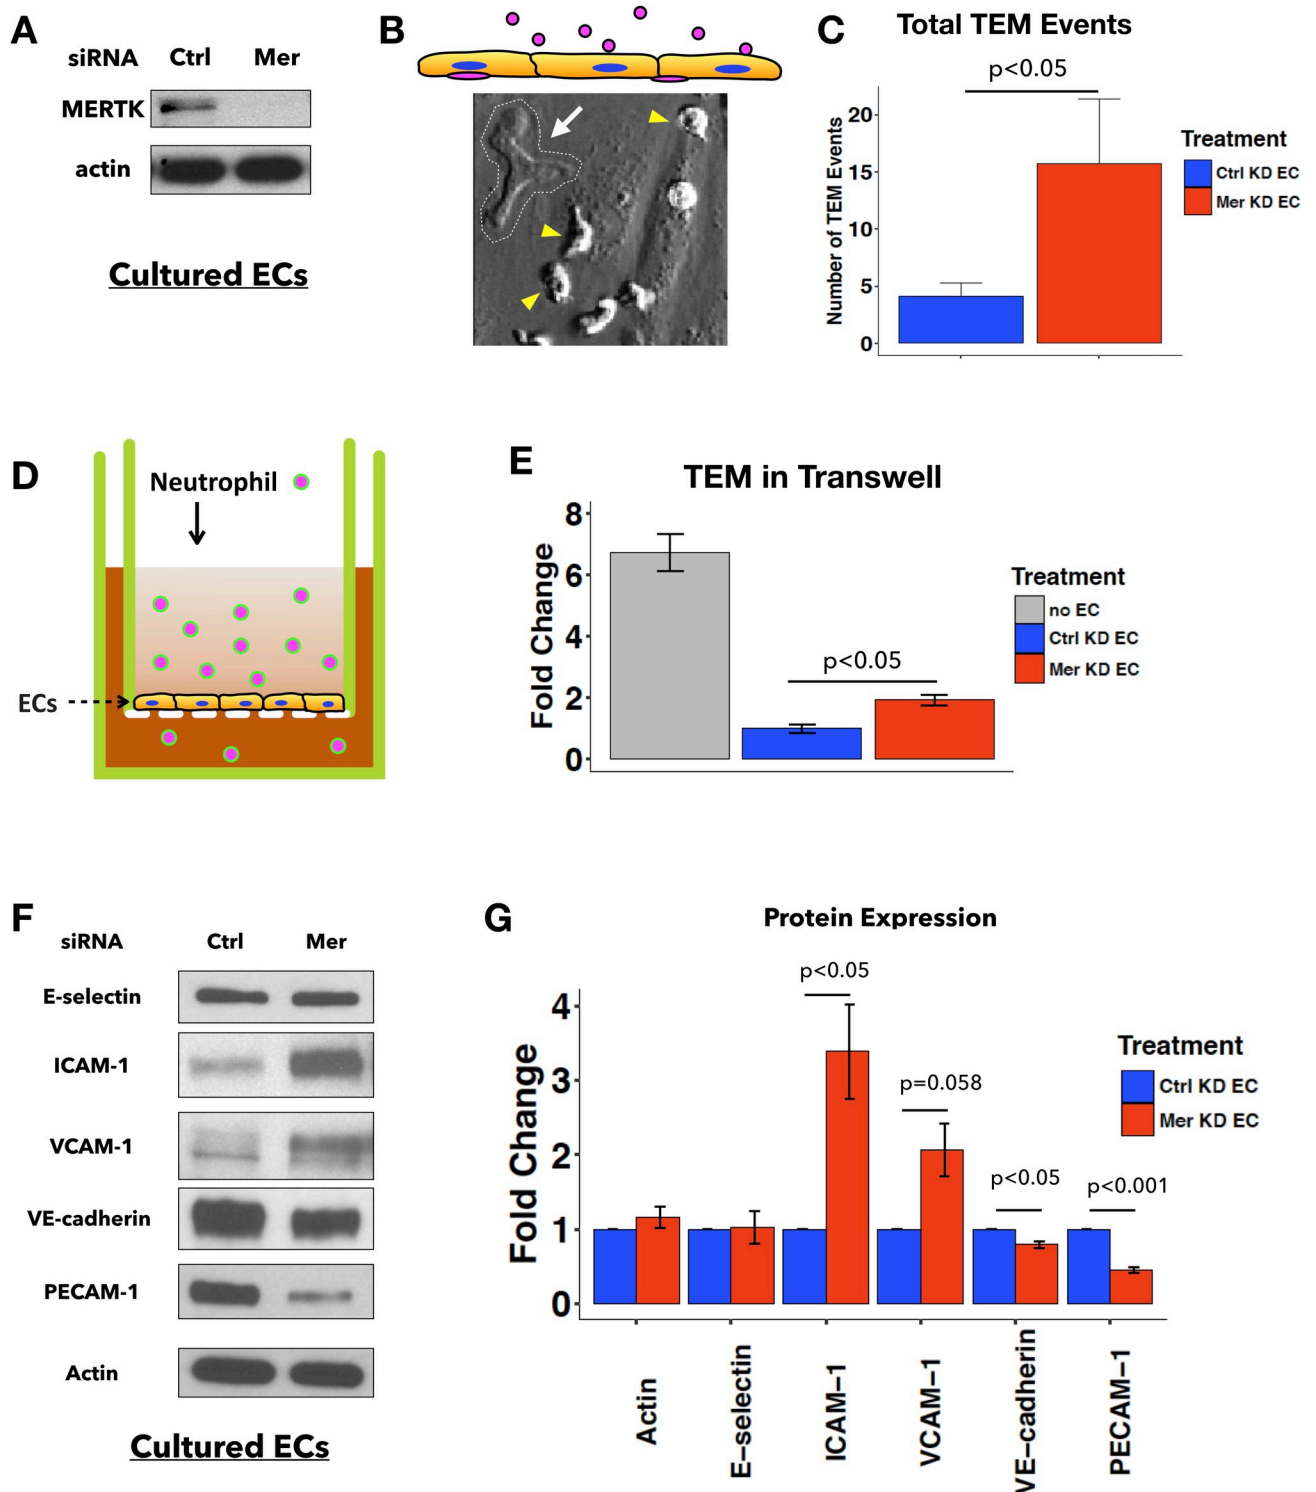 A
siRNA Ctrl Mer
MERTK
actin
Cultured ECs
B
C
Total TEM Events
p<0.05
Number of TEM Events
20
15
10
5
0
Treatment
Ctrl KD EC
Mer KD EC
D
Neutrophil
ECs
E
TEM in Transwell
Fold Change
8
6
4
2
0
p<0.05
Treatment
no EC
Ctrl KD EC
Mer KD EC
F
siRNA Ctrl Mer
E-selectin
ICAM-1
VCAM-1
VE-cadherin
PECAM-1
Actin
Cultured ECs
G
Protein Expression
Fold Change
4
3
2
1
0
p<0.05
p=0.058
p<0.05
p<0.001
Treatment
Ctrl KD EC
Mer KD EC
Actin
E−selectin
ICAM−1
VCAM−1
VE−cadherin
PECAM−1